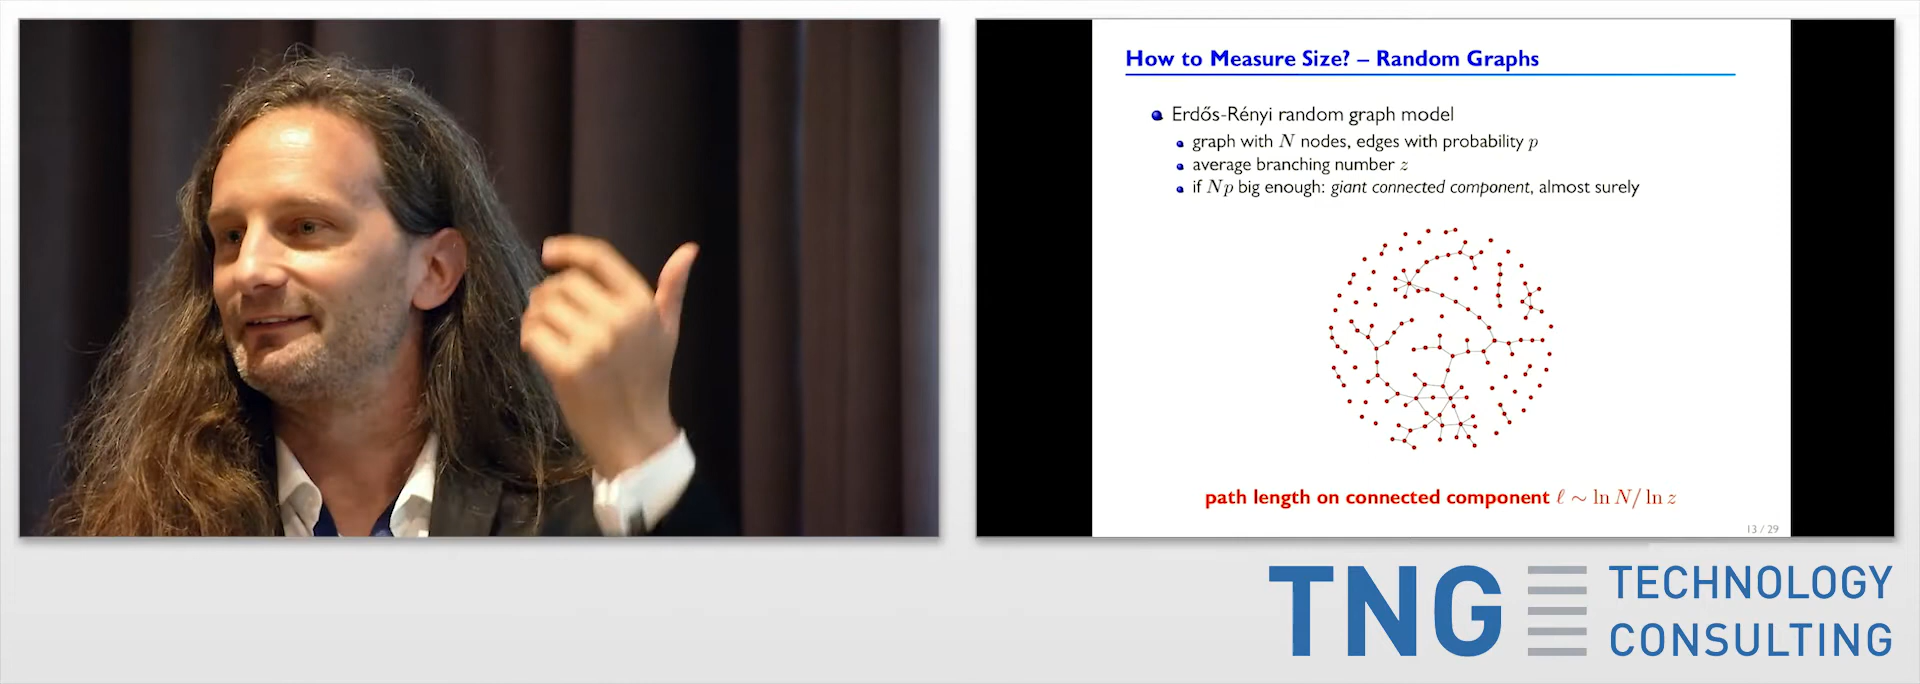 How to Measure Size? – Random Graphs
Erdős-Rényi random graph model
graph with N nodes, edges with probability p
average branching number z
if Np big enough: giant connected component, almost surely
path length on connected component ℓ ∼ ln N/ ln z
13 / 29
TNG TECHNOLOGY
CONSULTING